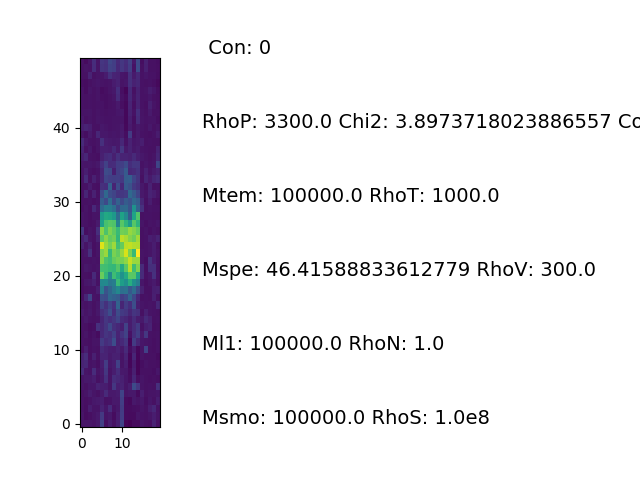 Con: 0
RhoP: 3300.0 Chi2: 3.8973718023886557 Co
Mtem: 100000.0 RhoT: 1000.0
Mspe: 46.41588833612779 RhoV: 300.0
Ml1: 100000.0 RhoN: 1.0
Msmo: 100000.0 RhoS: 1.0e8
40
30
20
10
0
0 10